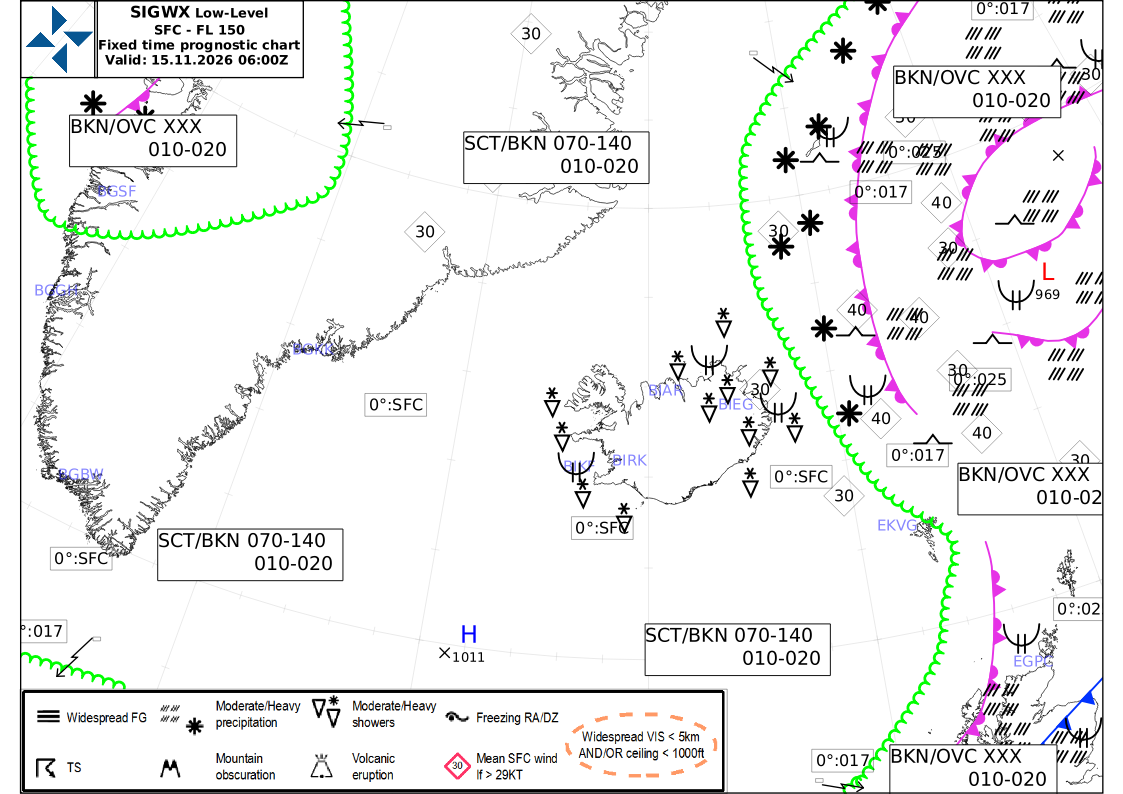 SIGWX Low-Level
SFC - FL 150
Fixed time prognostic chart
Valid: 15.11.2026 06:00Z
30
0°:017
30
BKN/OVC XXX
010-020
BKN/OVC XXX
010-020
SCT/BKN 070-140
010-020
30
0°:025
BGSF
0°:017
40
30
30
30
BGGH
L
969
40
40
BGKK
30
0°:025
BIAR
30
BIEG
0°:SFC
40
40
BIRK
30
BGBW
0°:017
0°:SFC
30
BKN/OVC XXX
010-02
0°:SFC
EKVG
SCT/BKN 070-140
010-020
0°:SFC
0°:02
°:017
H
1011
SCT/BKN 070-140
010-020
Widespread FG
Moderate/Heavy
precipitation
Moderate/Heavy
showers
Freezing RA/DZ
Widespread VIS < 5km
AND/OR ceiling < 1000ft
TS
Mountain
obscuration
Volcanic
eruption
30
Mean SFC wind
If > 29KT
0°:017
BKN/OVC XXX
010-020